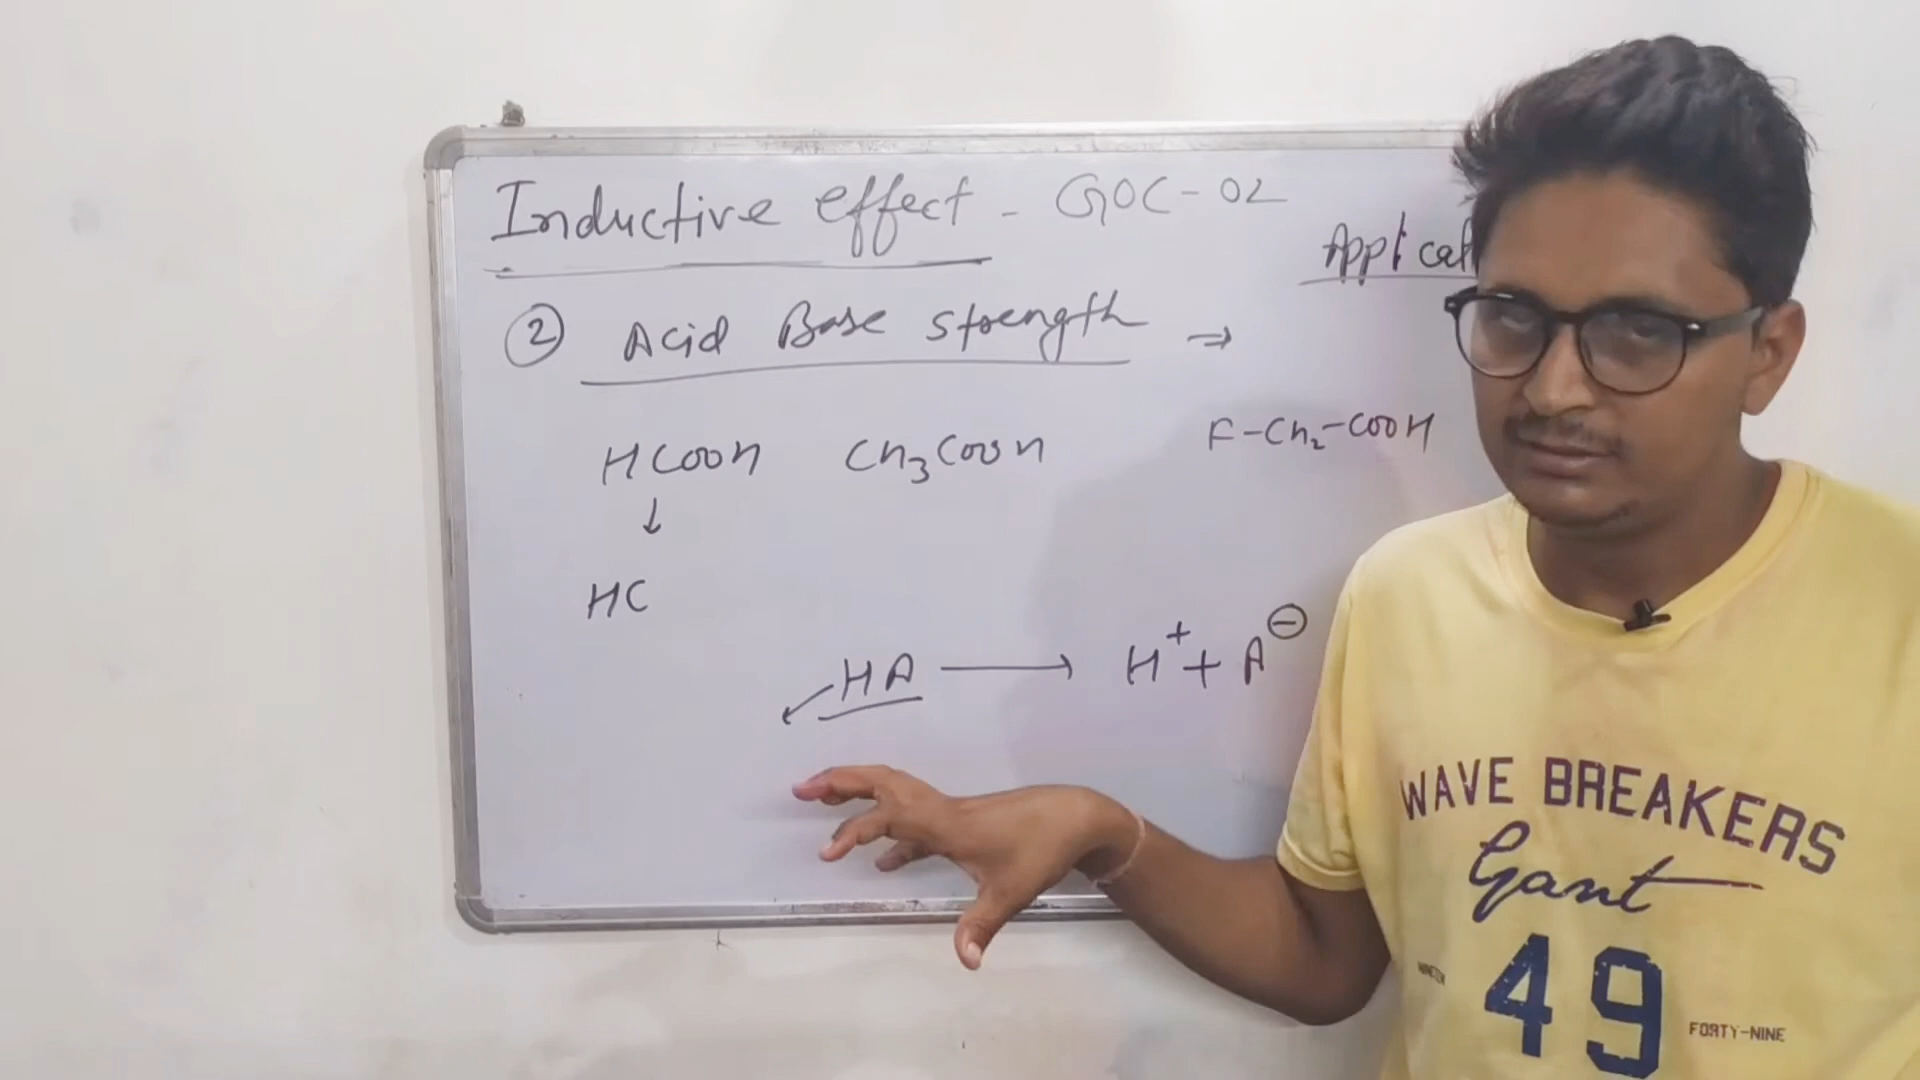 Inductive effect - GOC-02
Applicat
② Acid Base strength →
HCOOH CH₃COOH F-CH₂-COOH
↓
HC
HA ⟶ H⁺ + A⊖
WAVE BREAKERS
Gant
49
FORTY-NINE